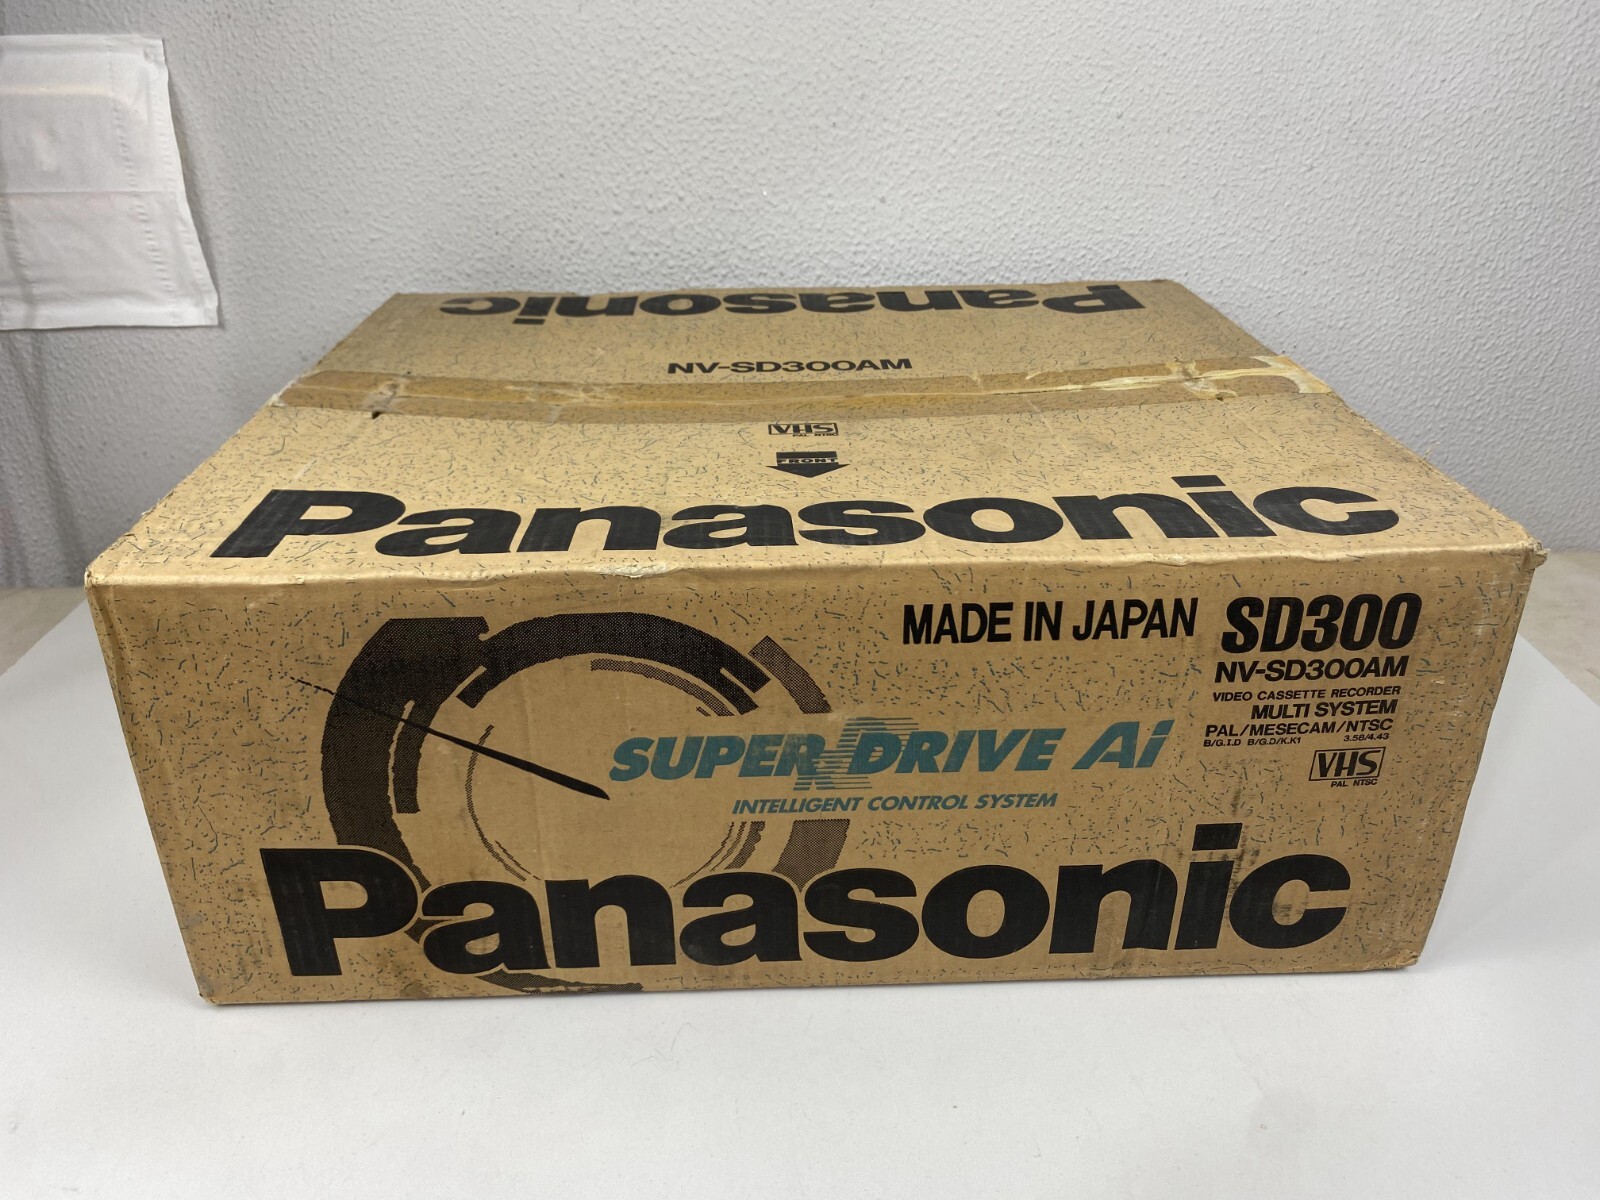 Panasonic
NV-SD300AM
VHS
PAL NTSC
FRONT
Panasonic
MADE IN JAPAN
SD300
NV-SD300AM
VIDEO CASSETTE RECORDER
MULTI SYSTEM
PAL/MESECAM/NTSC
B/G.I.D B/G.D/K.K1 3.58/4.43
VHS
PAL NTSC
SUPER DRIVE Ai
INTELLIGENT CONTROL SYSTEM
Panasonic